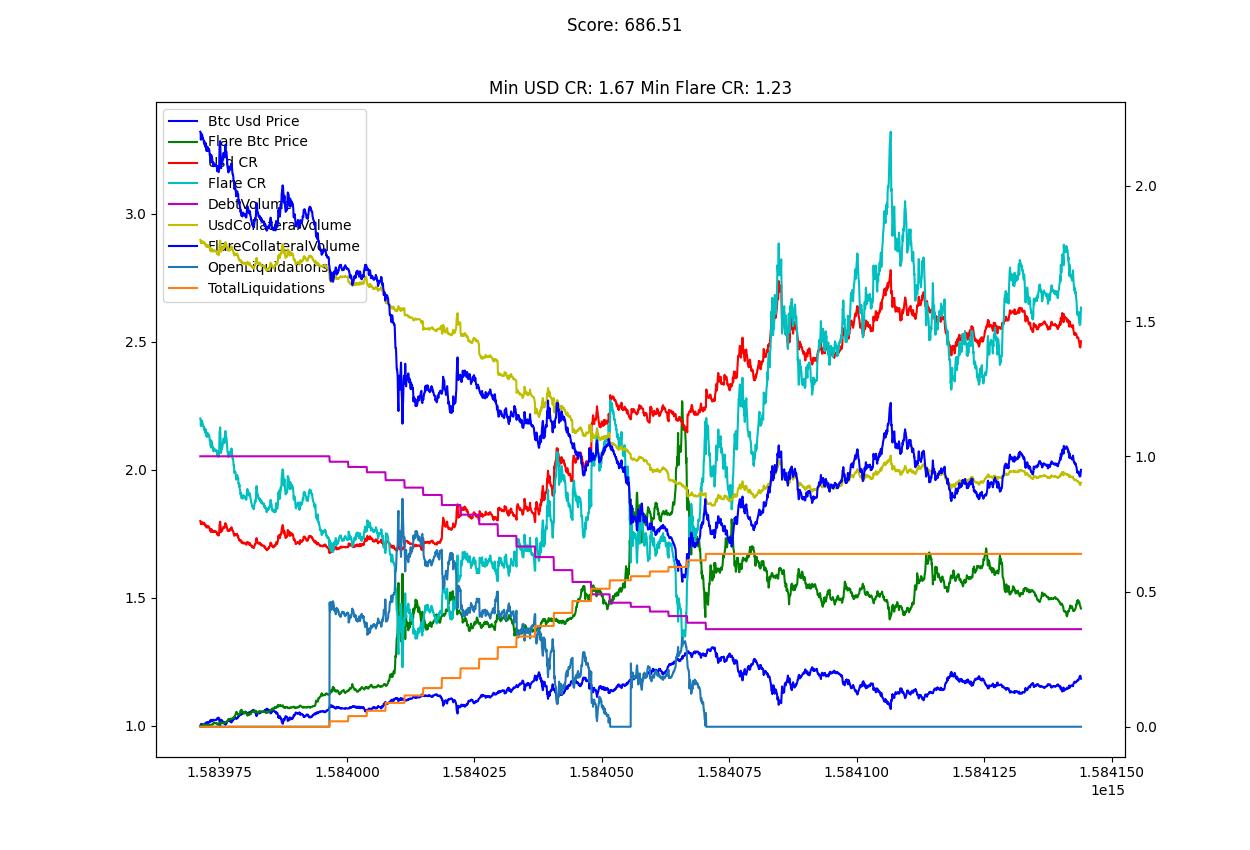 Score: 686.51
Min USD CR: 1.67 Min Flare CR: 1.23
Btc Usd Price
Flare Btc Price
Usd CR
Flare CR
DebtVolume
UsdCollateralVolume
FlareCollateralVolume
OpenLiquidations
TotalLiquidations
3.0
2.5
2.0
1.5
1.0
2.0
1.5
1.0
0.5
0.0
1.583975 1.584000 1.584025 1.584050 1.584075 1.584100 1.584125 1.584150
1e15